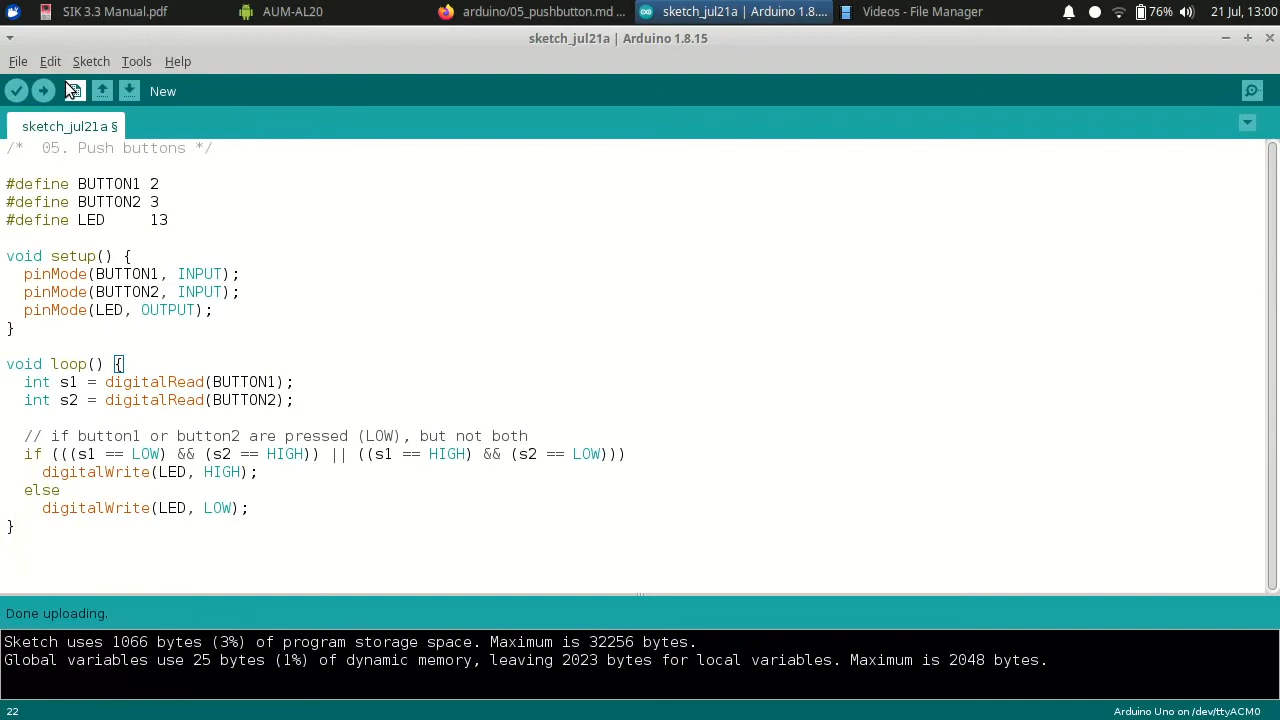 SIK 3.3 Manual.pdf AUM-AL20 arduino/05_pushbutton.md ... sketch_jul21a | Arduino 1.8.... Videos - File Manager 76% 21 Jul, 13:00
sketch_jul21a | Arduino 1.8.15
File Edit Sketch Tools Help
New
sketch_jul21a §
/*  05. Push buttons */
#define BUTTON1 2
#define BUTTON2 3
#define LED     13
void setup() {
  pinMode(BUTTON1, INPUT);
  pinMode(BUTTON2, INPUT);
  pinMode(LED, OUTPUT);
}
void loop() {
  int s1 = digitalRead(BUTTON1);
  int s2 = digitalRead(BUTTON2);
  // if button1 or button2 are pressed (LOW), but not both
  if (((s1 == LOW) && (s2 == HIGH)) || ((s1 == HIGH) && (s2 == LOW)))
    digitalWrite(LED, HIGH);
  else
    digitalWrite(LED, LOW);
}
Done uploading.
Sketch uses 1066 bytes (3%) of program storage space. Maximum is 32256 bytes.
Global variables use 25 bytes (1%) of dynamic memory, leaving 2023 bytes for local variables. Maximum is 2048 bytes.
22 Arduino Uno on /dev/ttyACM0